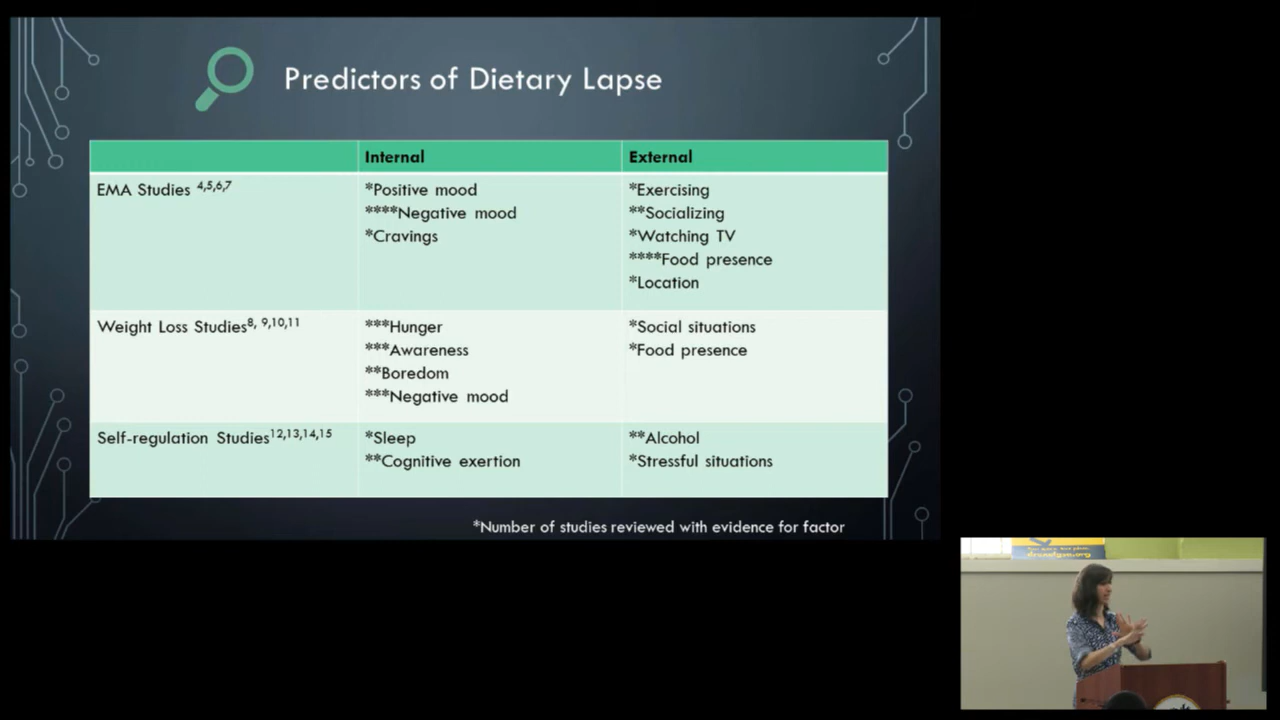 Predictors of Dietary Lapse
Internal
External
EMA Studies 4,5,6,7
*Positive mood
****Negative mood
*Cravings
*Exercising
**Socializing
*Watching TV
****Food presence
*Location
Weight Loss Studies8, 9,10,11
***Hunger
***Awareness
**Boredom
***Negative mood
*Social situations
*Food presence
Self-regulation Studies12,13,14,15
*Sleep
**Cognitive exertion
**Alcohol
*Stressful situations
*Number of studies reviewed with evidence for factor